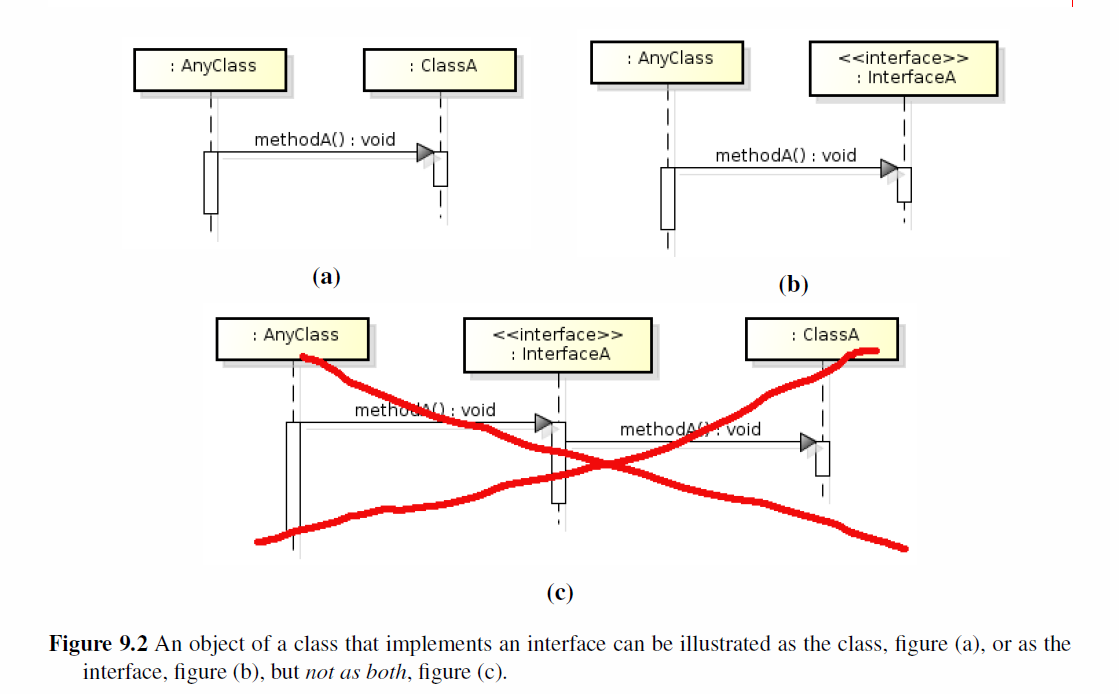 : AnyClass
: ClassA
methodA() : void
(a)
: AnyClass
<<interface>>
: InterfaceA
methodA() : void
(b)
: AnyClass
<<interface>>
: InterfaceA
: ClassA
methodA() : void
methodA() : void
(c)
Figure 9.2 An object of a class that implements an interface can be illustrated as the class, figure (a), or as the
interface, figure (b), but not as both, figure (c).